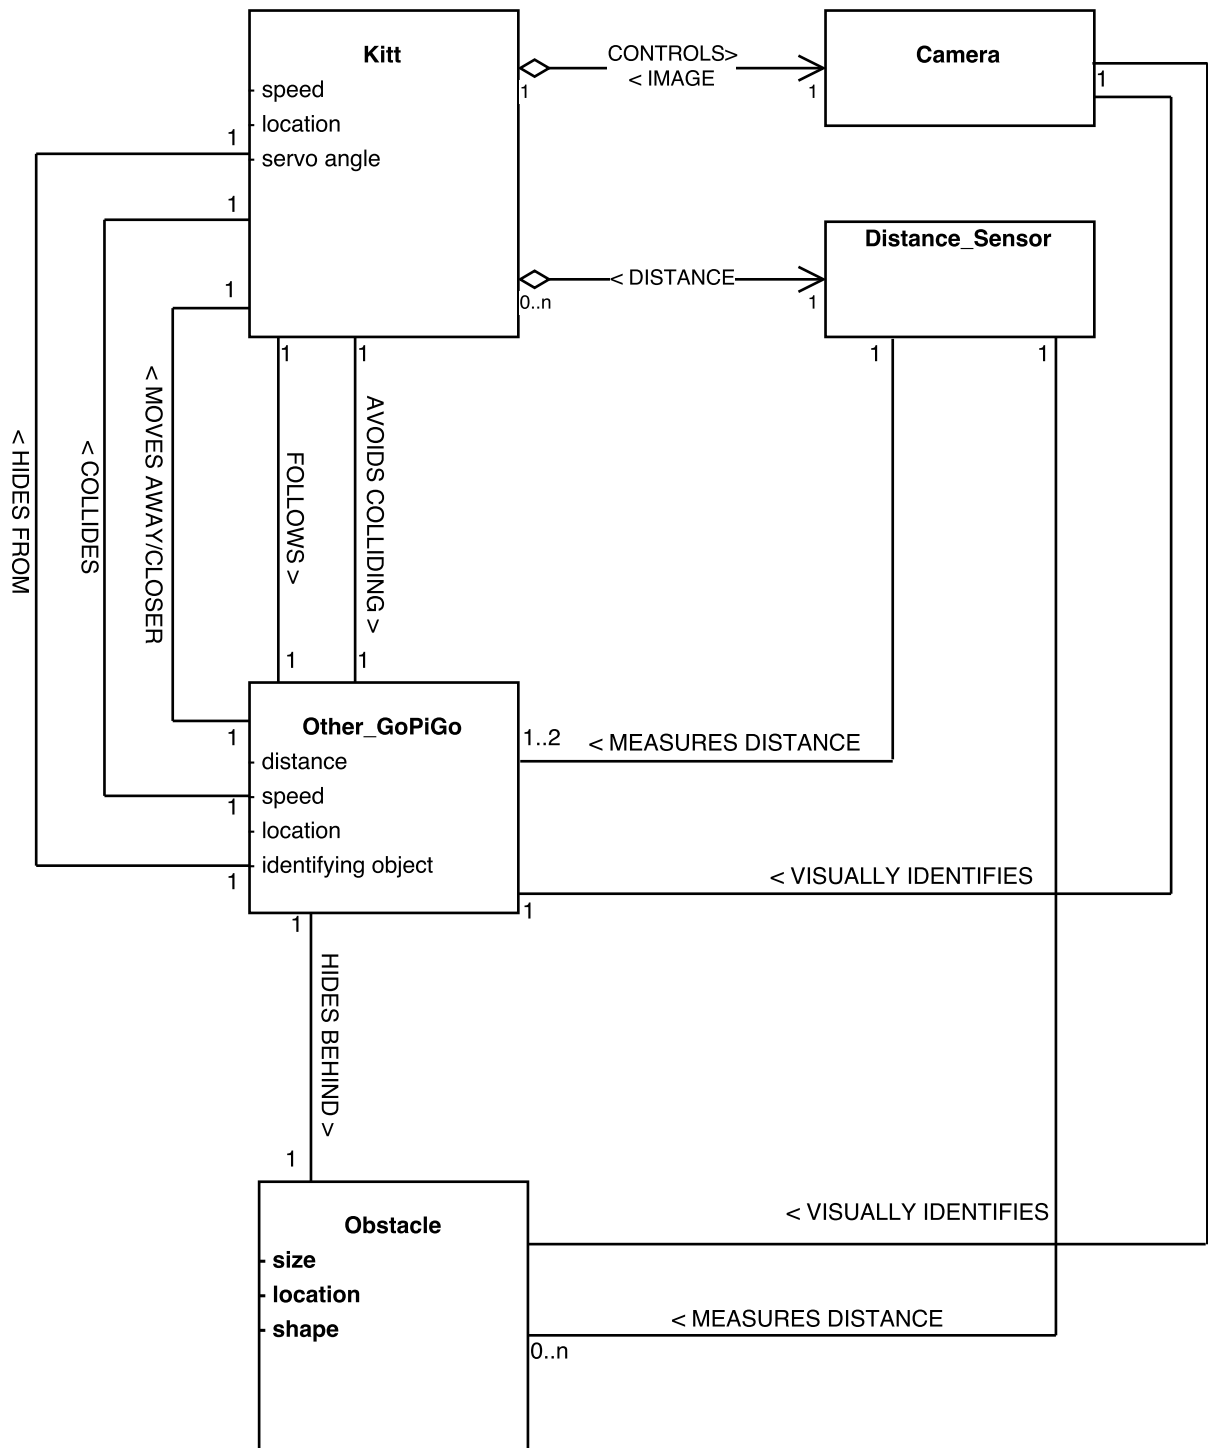 Kitt
- speed
- location
- servo angle
CONTROLS>
< IMAGE
1
1
Camera
1
1
1
1
< DISTANCE
0..n
1
Distance_Sensor
1
1
1
1
< HIDES FROM
< COLLIDES
< MOVES AWAY/CLOSER
FOLLOWS >
AVOIDS COLLIDING >
1
1
Other_GoPiGo
- distance
- speed
- location
- identifying object
1
1
1
1..2
< MEASURES DISTANCE
< VISUALLY IDENTIFIES
1
1
HIDES BEHIND >
1
Obstacle
- size
- location
- shape
< VISUALLY IDENTIFIES
< MEASURES DISTANCE
0..n